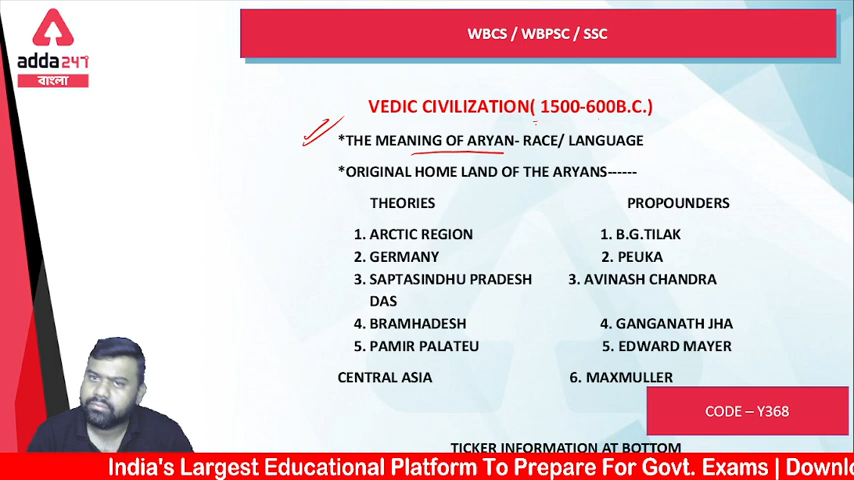 WBCS / WBPSC / SSC
adda247
বাংলা
VEDIC CIVILIZATION( 1500-600B.C.)
*THE MEANING OF ARYAN- RACE/ LANGUAGE
*ORIGINAL HOME LAND OF THE ARYANS------
THEORIES PROPOUNDERS
1. ARCTIC REGION 1. B.G.TILAK
2. GERMANY 2. PEUKA
3. SAPTASINDHU PRADESH 3. AVINASH CHANDRA
DAS
4. BRAMHADESH 4. GANGANATH JHA
5. PAMIR PALATEU 5. EDWARD MAYER
CENTRAL ASIA 6. MAXMULLER
CODE – Y368
TICKER INFORMATION AT BOTTOM
India's Largest Educational Platform To Prepare For Govt. Exams | Downlo